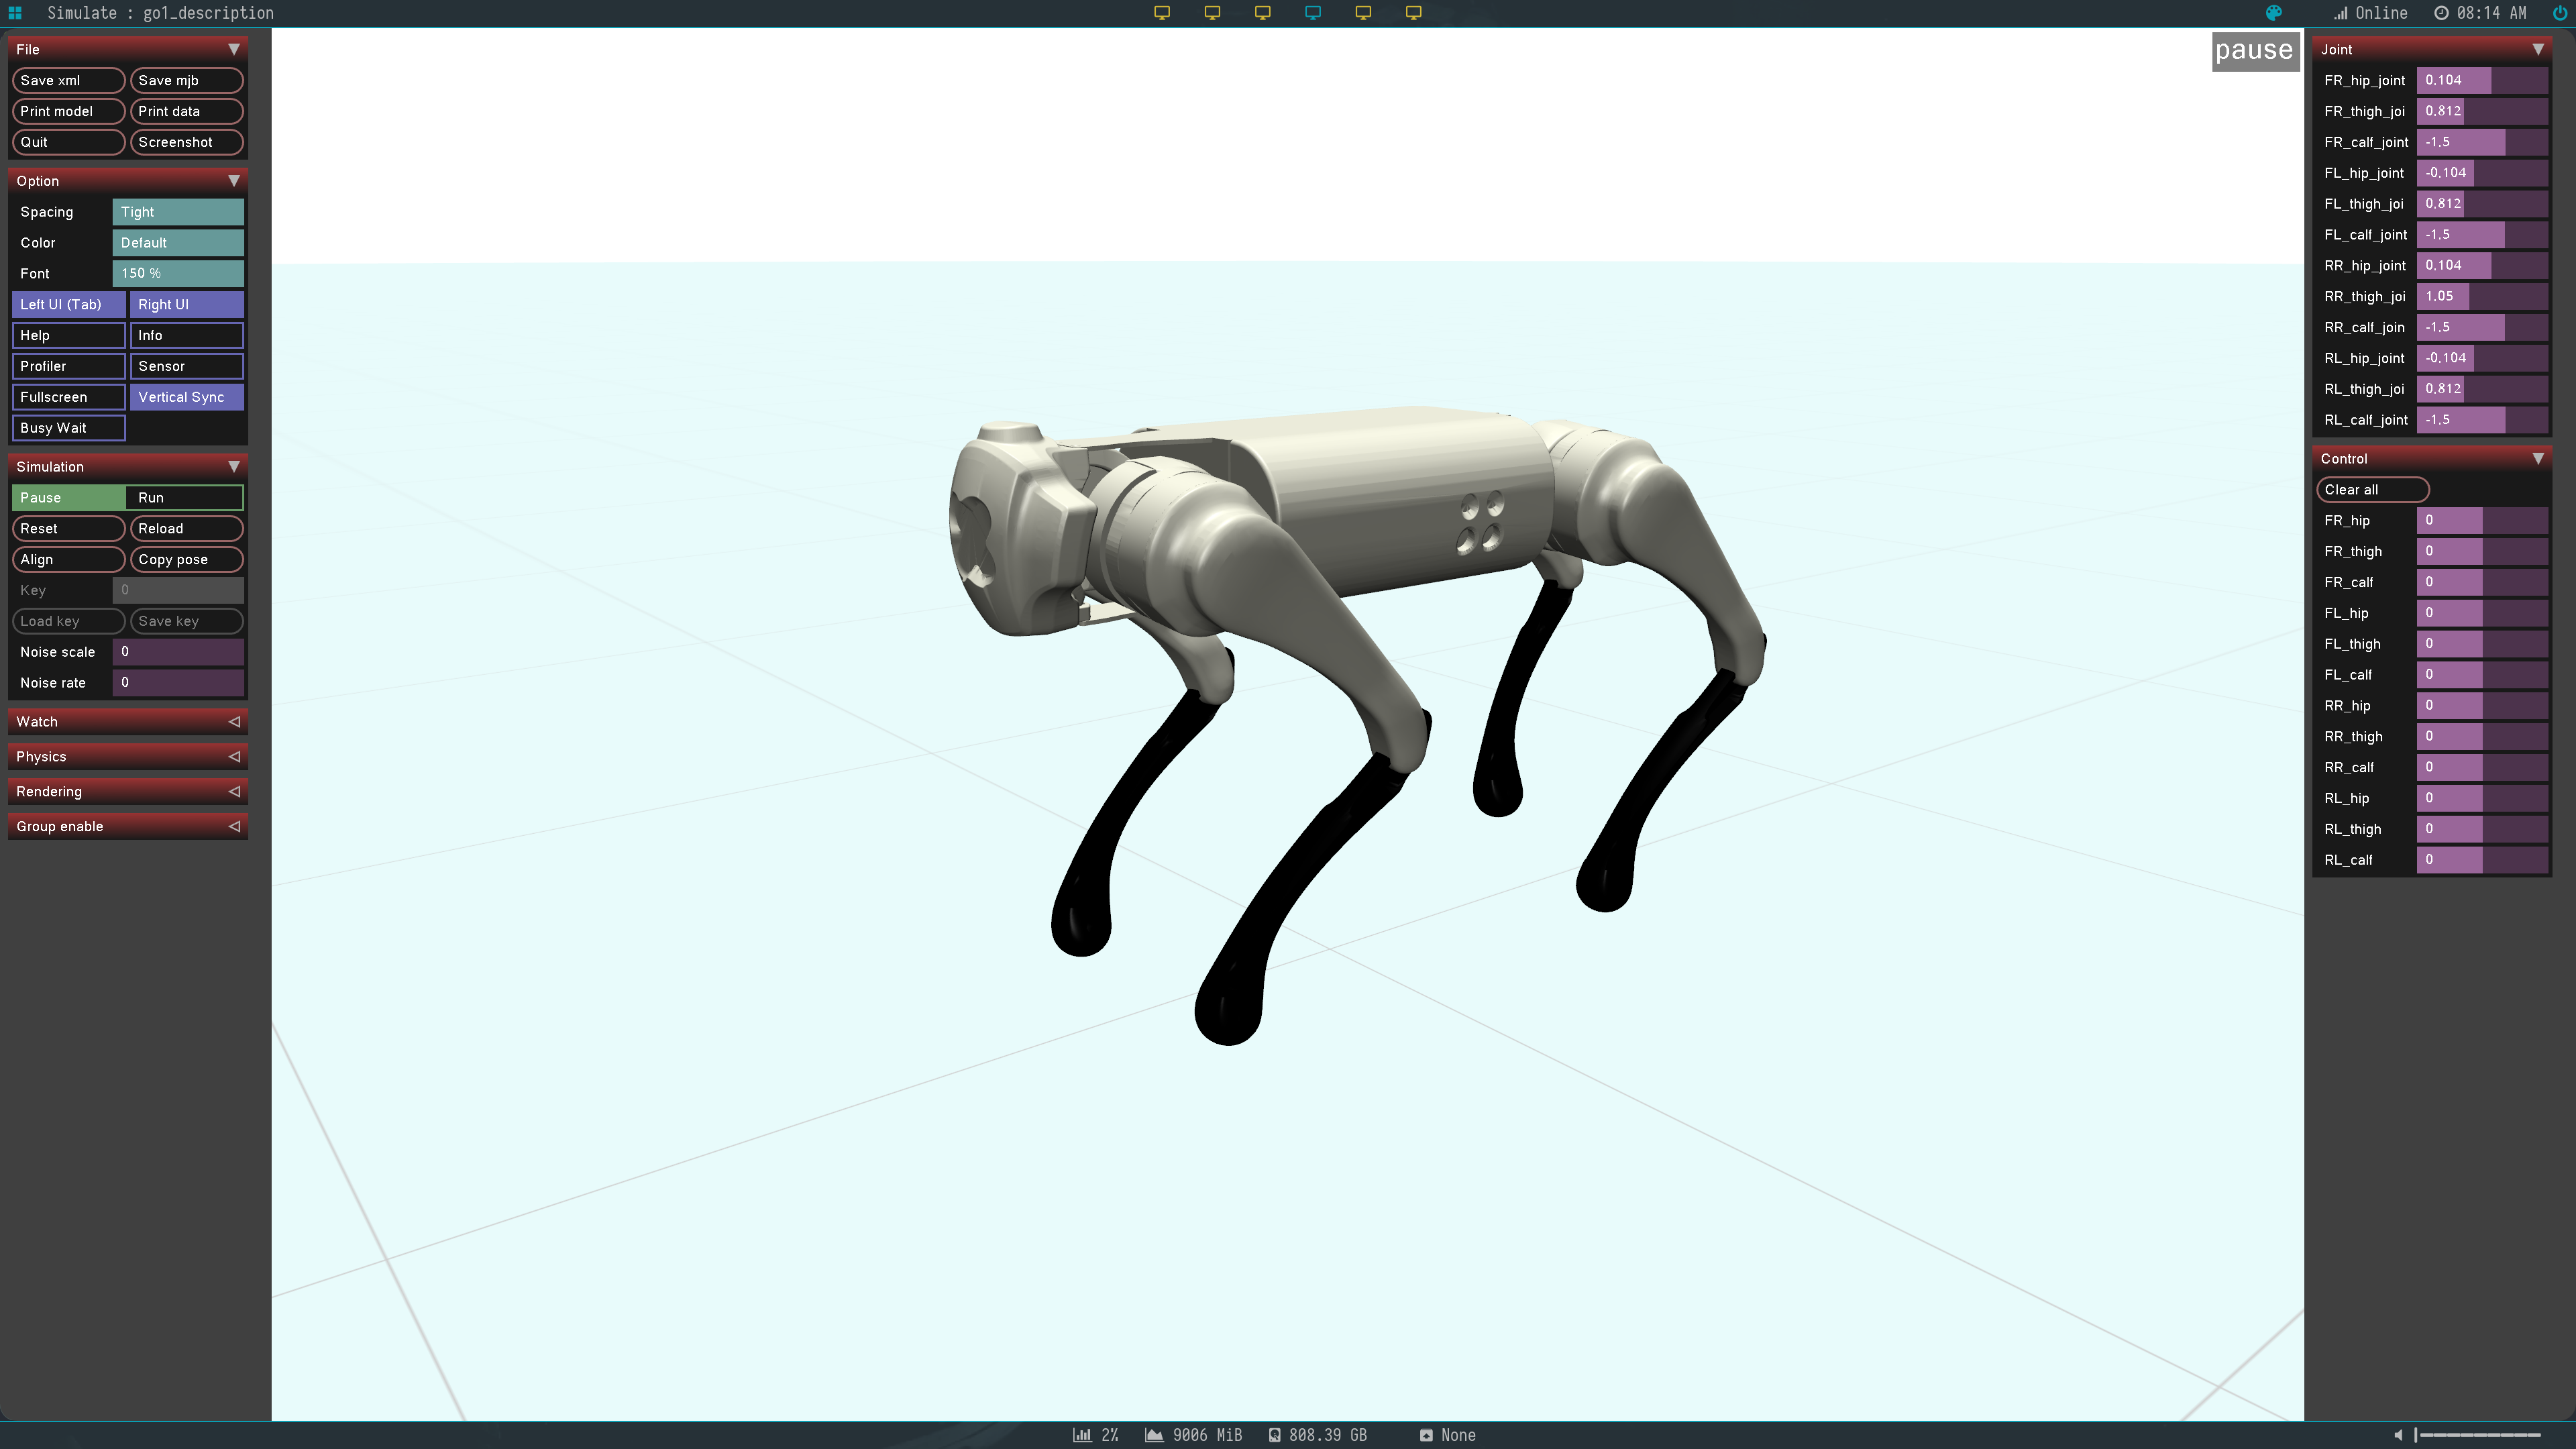 Simulate : go1_description
Online 08:14 AM
File
Save xml Save mjb
Print model Print data
Quit Screenshot
Option
Spacing Tight
Color Default
Font 150 %
Left UI (Tab) Right UI
Help Info
Profiler Sensor
Fullscreen Vertical Sync
Busy Wait
Simulation
Pause Run
Reset Reload
Align Copy pose
Key 0
Load key Save key
Noise scale 0
Noise rate 0
Watch
Physics
Rendering
Group enable
pause
Joint
FR_hip_joint 0.104
FR_thigh_joi 0.812
FR_calf_joint -1.5
FL_hip_joint -0.104
FL_thigh_joi 0.812
FL_calf_joint -1.5
RR_hip_joint 0.104
RR_thigh_joi 1.05
RR_calf_join -1.5
RL_hip_joint -0.104
RL_thigh_joi 0.812
RL_calf_joint -1.5
Control
Clear all
FR_hip 0
FR_thigh 0
FR_calf 0
FL_hip 0
FL_thigh 0
FL_calf 0
RR_hip 0
RR_thigh 0
RR_calf 0
RL_hip 0
RL_thigh 0
RL_calf 0
2% 9006 MiB 808.39 GB None